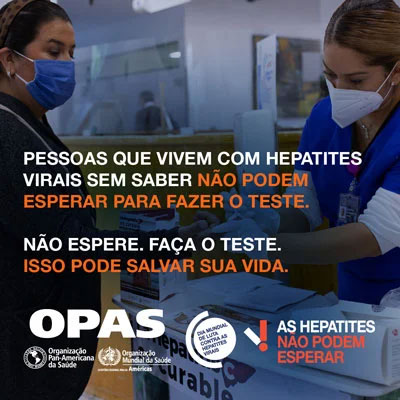 PESSOAS QUE VIVEM COM HEPATITES
VIRAIS SEM SABER NÃO PODEM
ESPERAR PARA FAZER O TESTE.
NÃO ESPERE. FAÇA O TESTE.
ISSO PODE SALVAR SUA VIDA.
OPAS
Organização
Pan-Americana
da Saúde
Organização
Mundial da Saúde
Américas
DIA MUNDIAL
DE LUTA
CONTRA AS
HEPATITES
VIRAIS
AS HEPATITES
NÃO PODEM
ESPERAR
urable